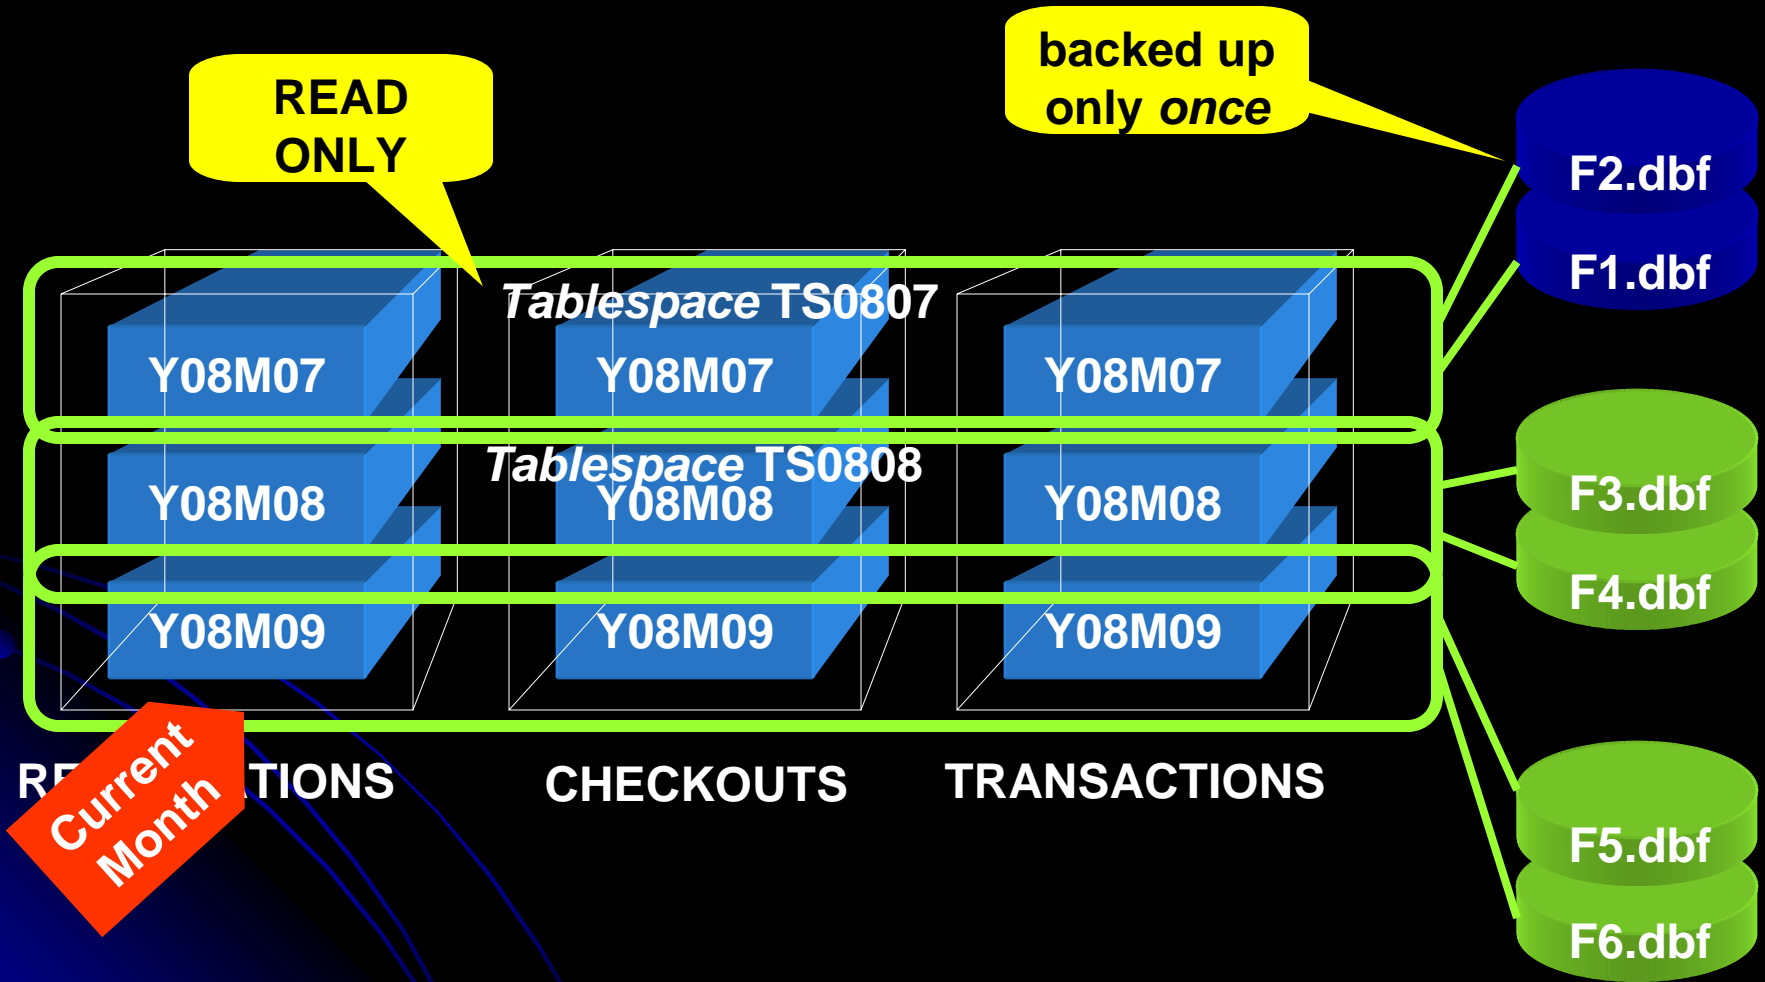 backed up
only once
READ
ONLY
F2.dbf
F1.dbf
Tablespace TS0807
Y08M07
Y08M07
Y08M07
Tablespace TS0808
Y08M08
Y08M08
Y08M08
F3.dbf
F4.dbf
Y08M09
Y08M09
Y08M09
Current
Month
CHECKOUTS
TRANSACTIONS
F5.dbf
F6.dbf